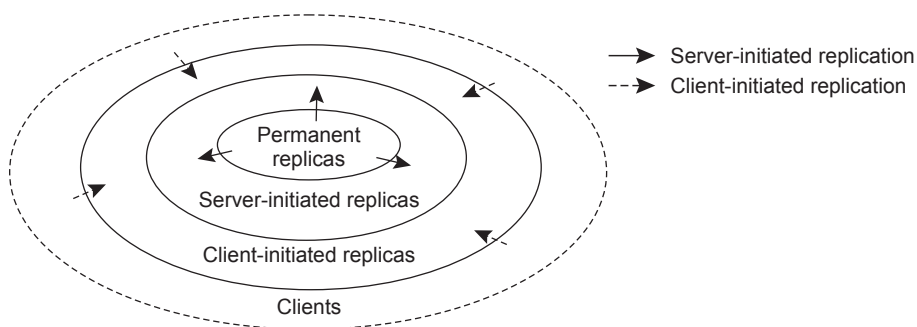 Server-initiated replication
Client-initiated replication
Permanent
replicas
Server-initiated replicas
Client-initiated replicas
Clients